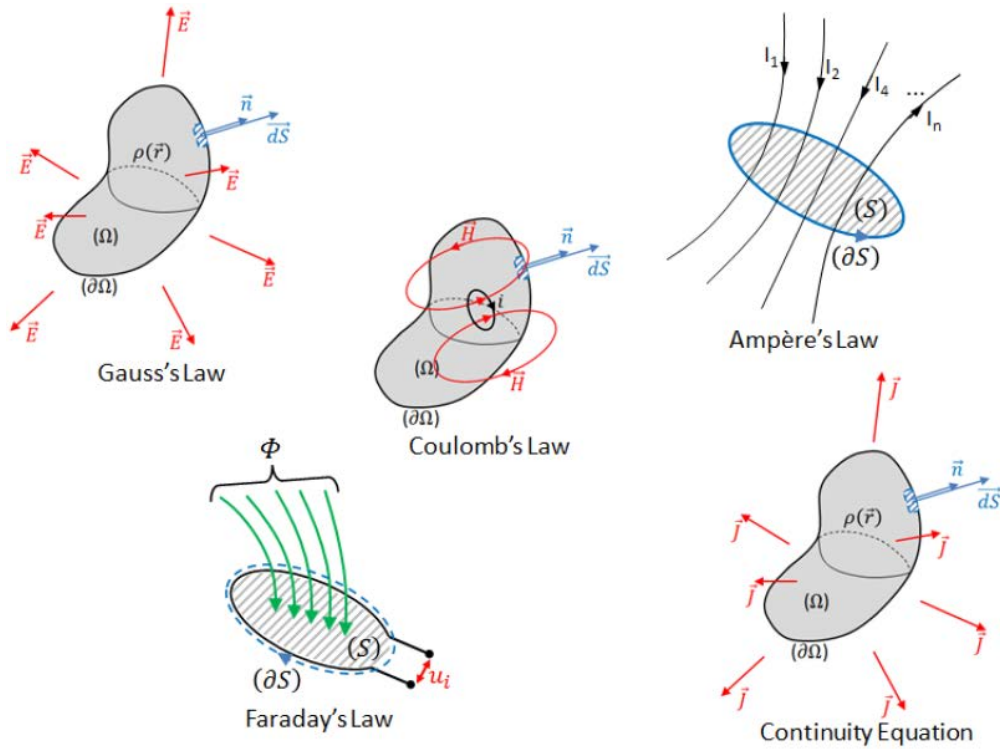 E⃗
n⃗
dS⃗
ρ(r⃗)
E⃗
E⃗
E⃗
(Ω)
(∂Ω)
E⃗
E⃗
E⃗
Gauss's Law
H⃗
n⃗
dS⃗
i
(Ω)
H⃗
(∂Ω)
Coulomb's Law
I₁
I₂
I₄
...
Iₙ
(S)
(∂S)
Ampère's Law
Φ
(S)
(∂S)
uᵢ
Faraday's Law
J⃗
n⃗
dS⃗
ρ(r⃗)
J⃗
J⃗
J⃗
(Ω)
(∂Ω)
J⃗
J⃗
J⃗
Continuity Equation